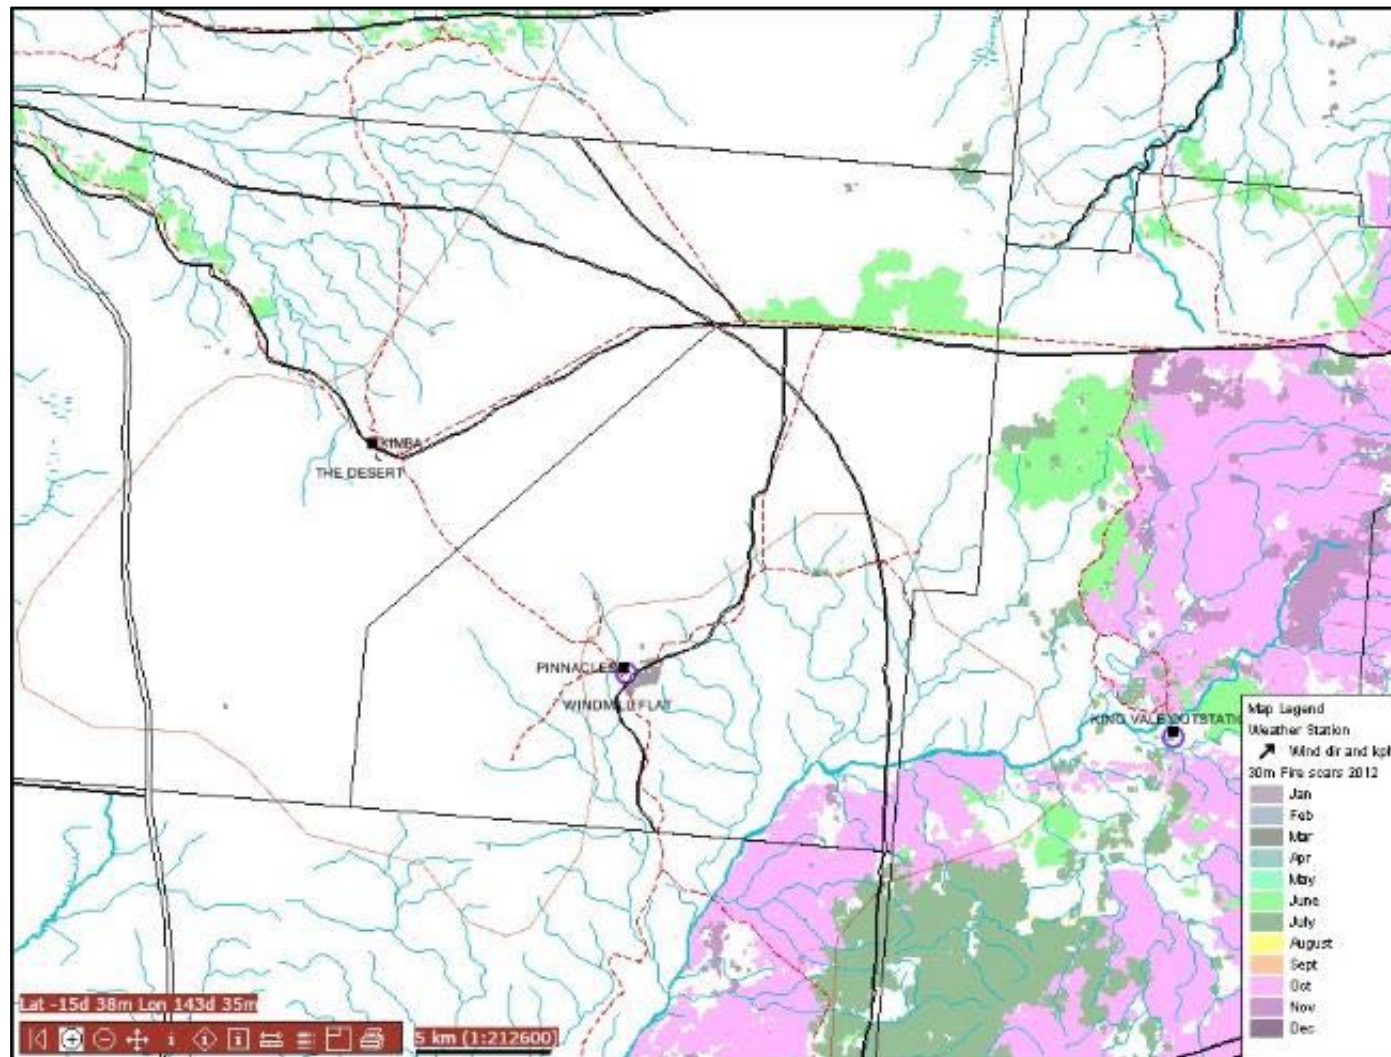 KIMBA
THE DESERT
PINNACLES
WINDMILL FLAT
KING VALE OUTSTATIO
Map Legend
Weather Station
Wind dir and kph
30m Fire scars 2012
Jan
Feb
Mar
Apr
May
June
July
August
Sept
Oct
Nov
Dec
Lat -15d 38m Lon 143d 35m
5 km (1:212600)